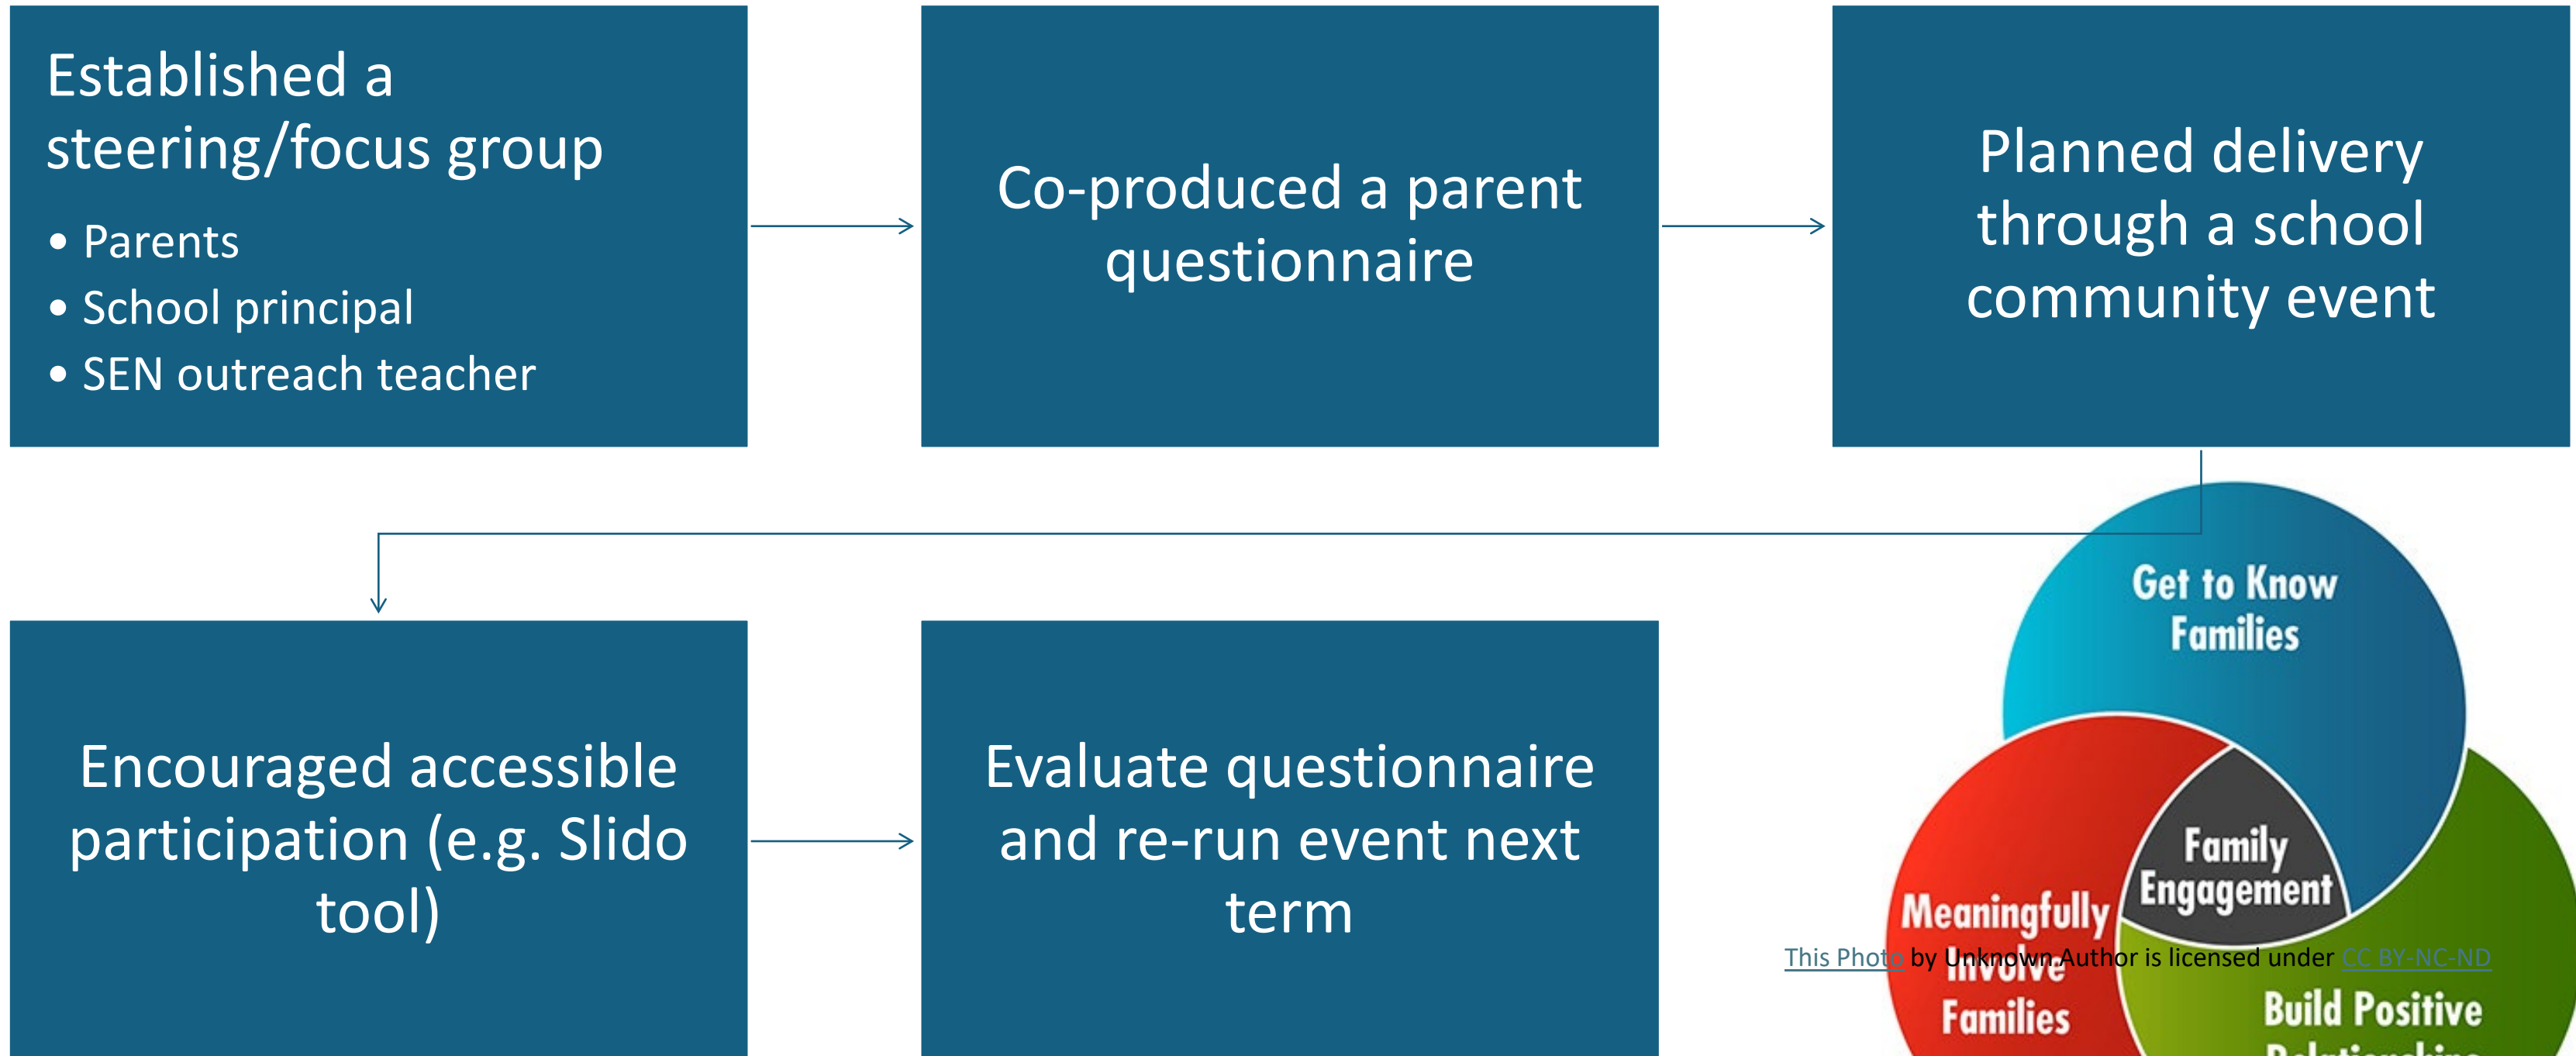 Established a
steering/focus group
• Parents
• School principal
• SEN outreach teacher
Co-produced a parent
questionnaire
Planned delivery
through a school
community event
Encouraged accessible
participation (e.g. Slido
tool)
Evaluate questionnaire
and re-run event next
term
Get to Know
Families
Family
Engagement
Meaningfully
Involve
Families
This Photo by Unknown Author is licensed under CC BY-NC-ND
Build Positive
Relationships